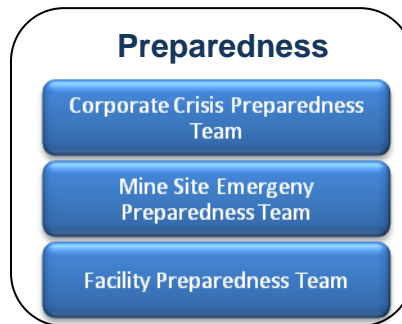 Preparedness
Corporate Crisis Preparedness
Team
Mine Site Emergeny
Preparedness Team
Facility Preparedness Team